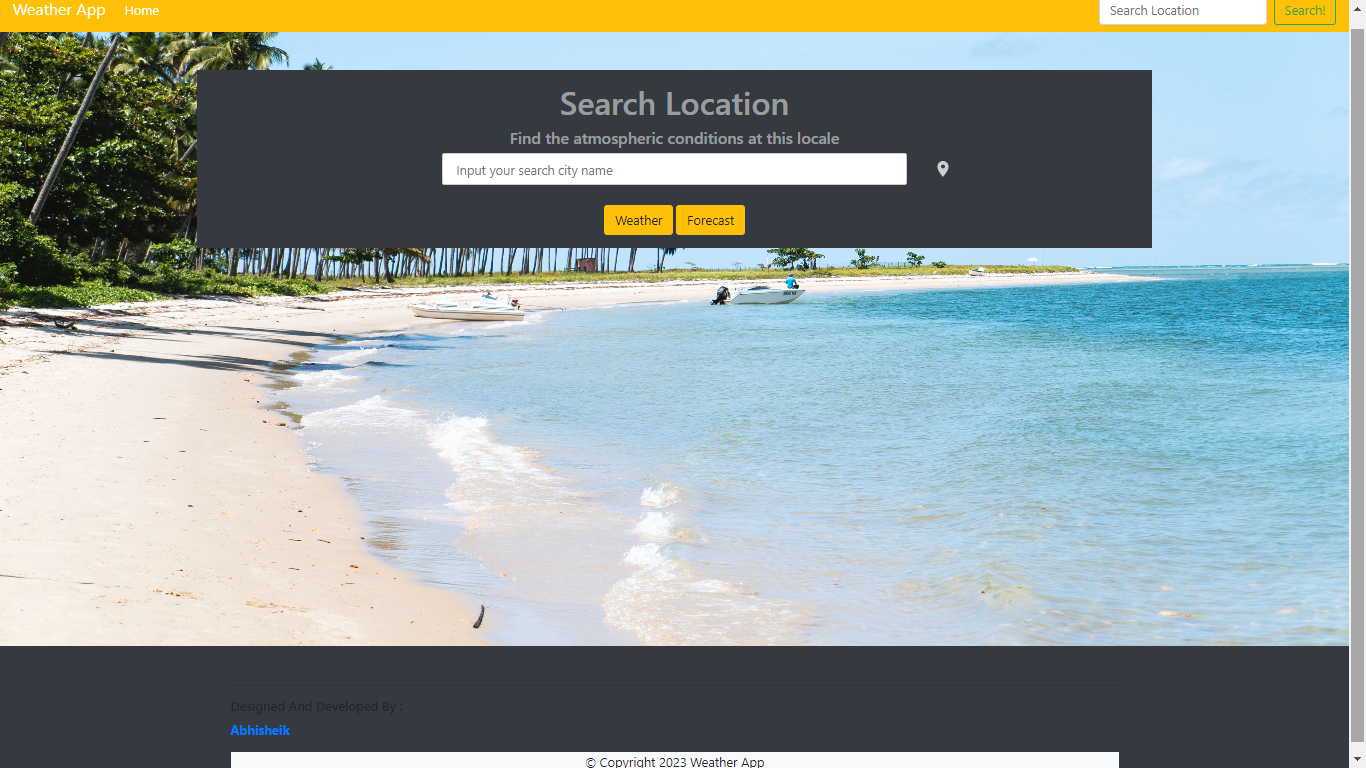 Weather App Home Search Location Search!
Search Location
Find the atmospheric conditions at this locale
Input your search city name
Weather Forecast
Designed And Developed By :
Abhisheik
© Copyright 2023 Weather App